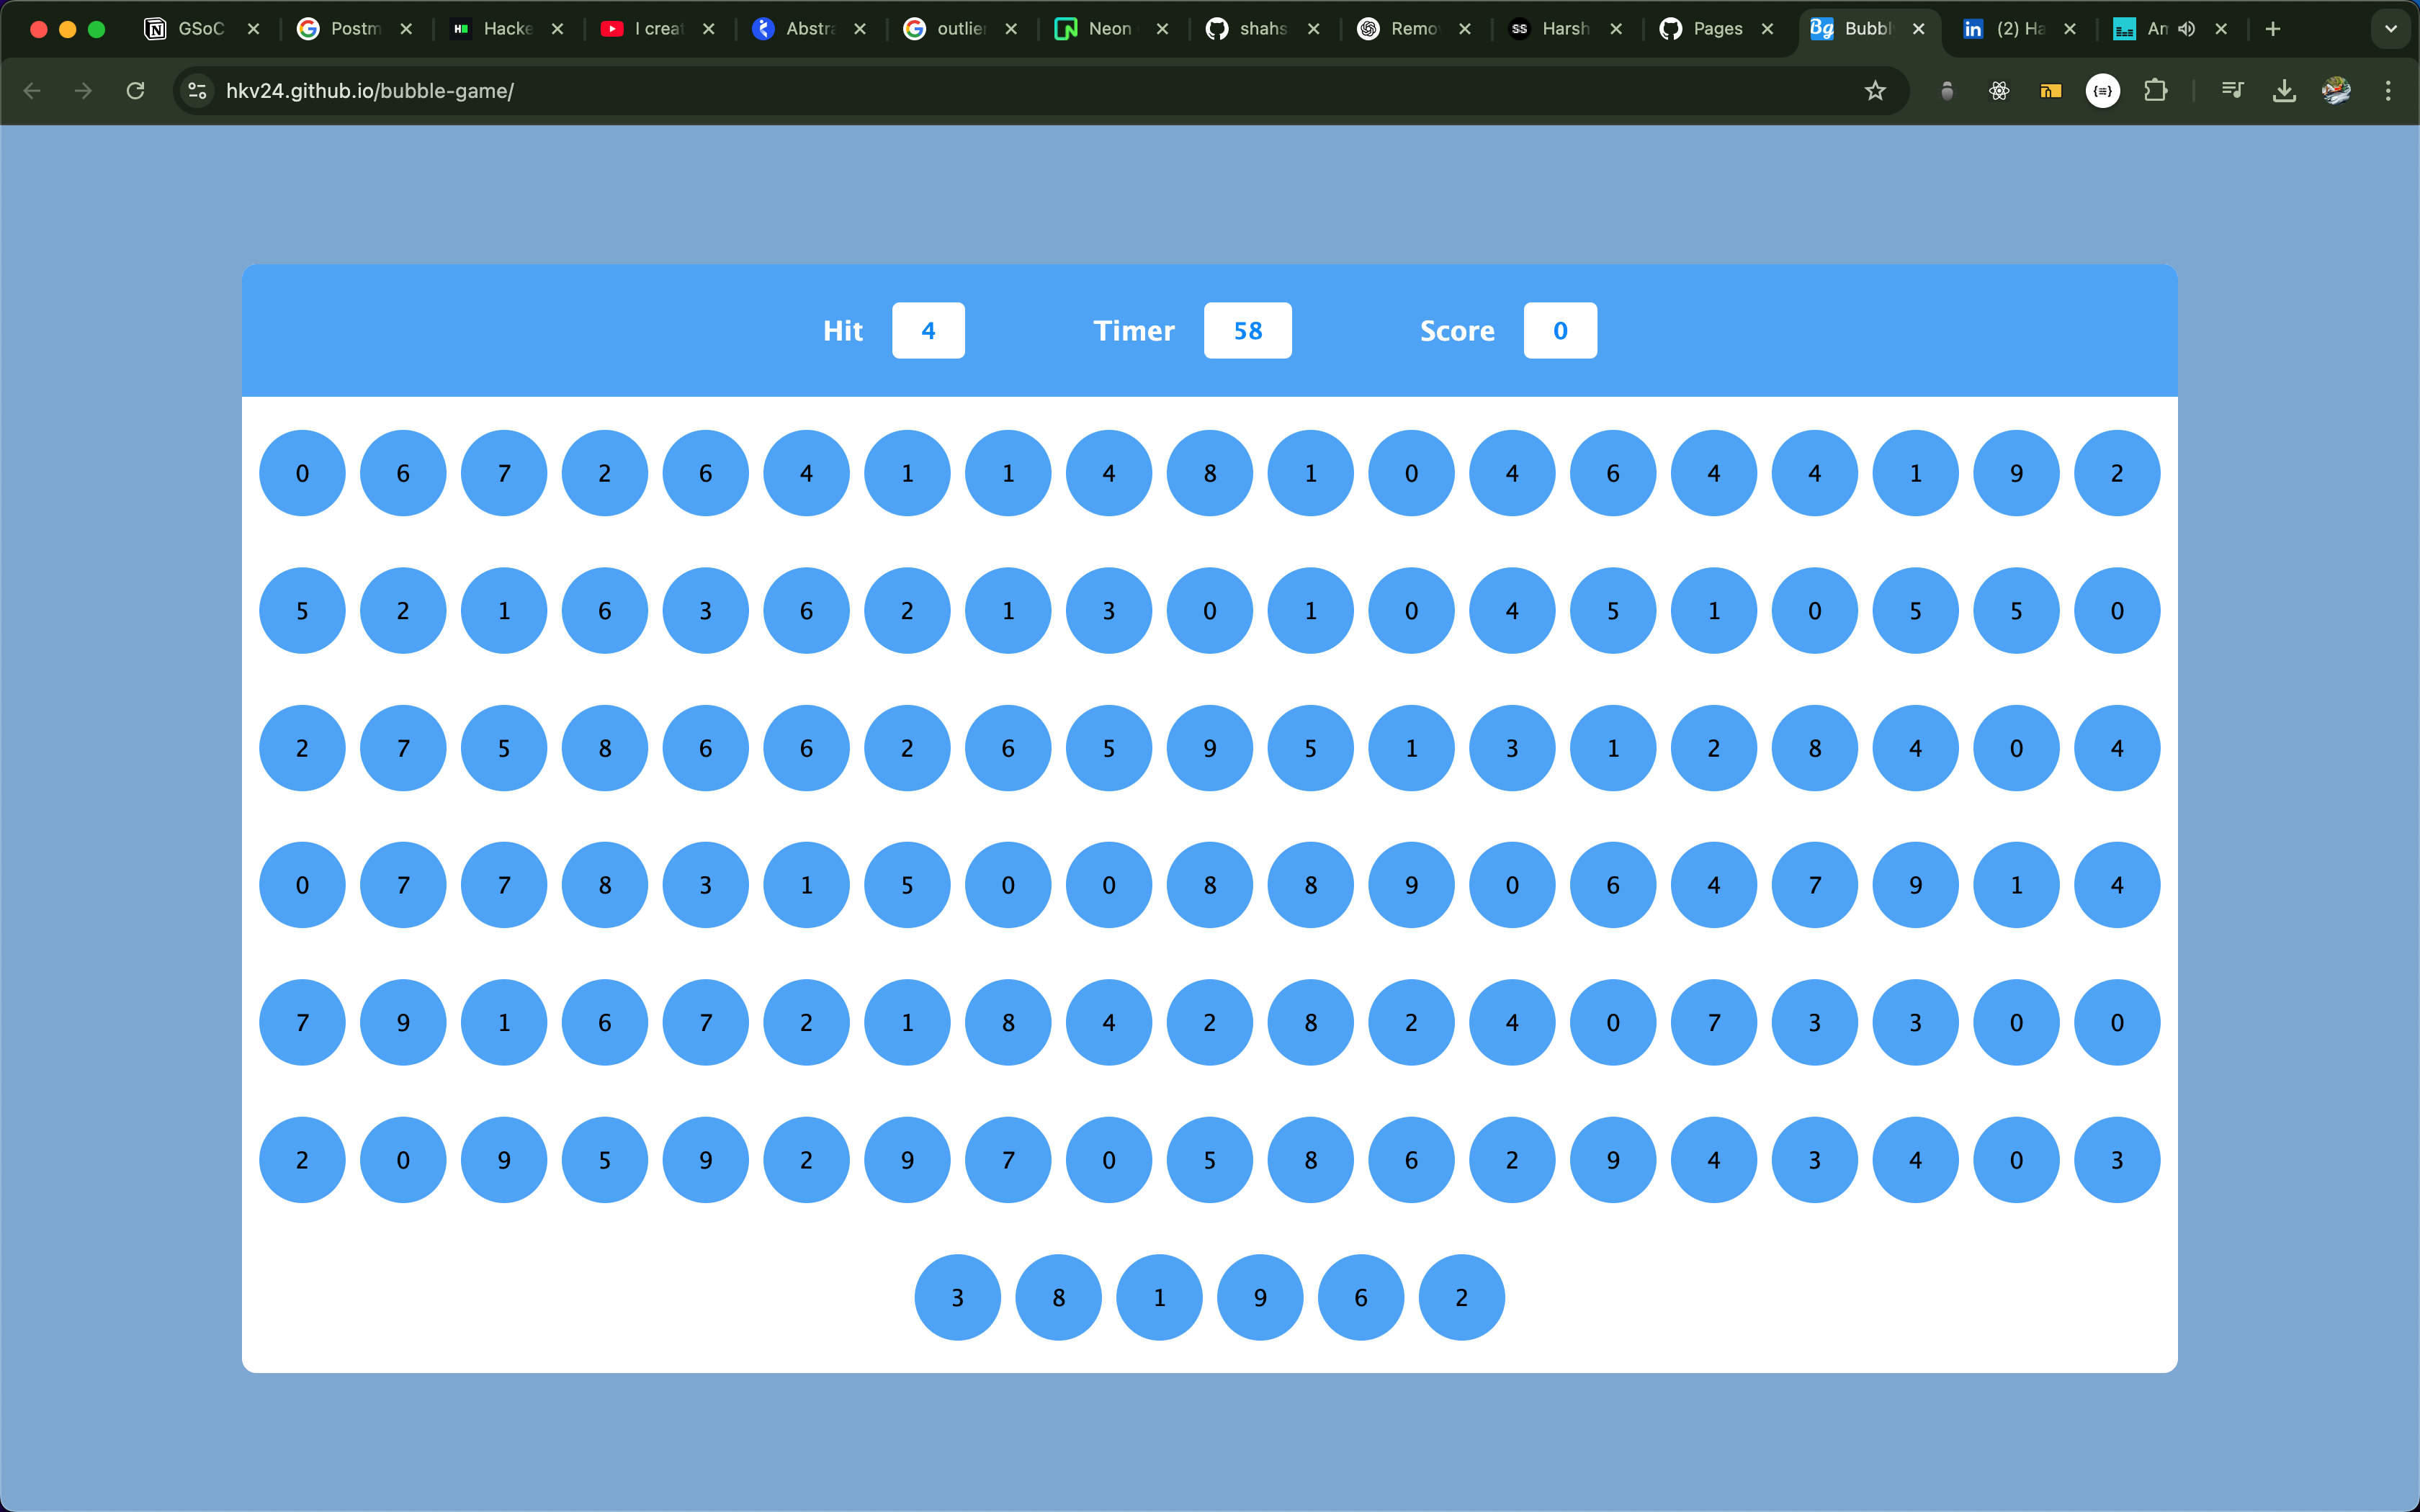 GSoC Postm Hacke I creat Abstra outlier Neon shahs Remo Harsh Pages Bubbl (2) Ha An
hkv24.github.io/bubble-game/
Hit 4 Timer 58 Score 0
0 6 7 2 6 4 1 1 4 8 1 0 4 6 4 4 1 9 2
5 2 1 6 3 6 2 1 3 0 1 0 4 5 1 0 5 5 0
2 7 5 8 6 6 2 6 5 9 5 1 3 1 2 8 4 0 4
0 7 7 8 3 1 5 0 0 8 8 9 0 6 4 7 9 1 4
7 9 1 6 7 2 1 8 4 2 8 2 4 0 7 3 3 0 0
2 0 9 5 9 2 9 7 0 5 8 6 2 9 4 3 4 0 3
3 8 1 9 6 2